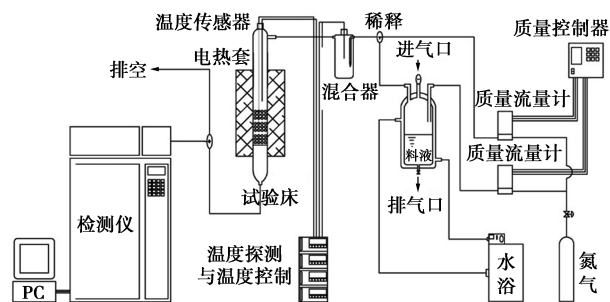 温度传感器
稀释
进气口
质量控制器
电热套
排空
混合器
质量流量计
料液
质量流量计
试验床
排气口
检测仪
温度探测
与温度控制
水
浴
氮
气
PC